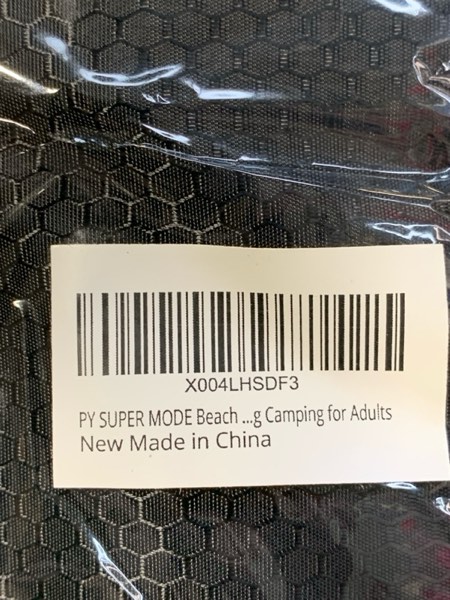 X004LHSDF3
PY SUPER MODE Beach ...g Camping for Adults
New Made in China